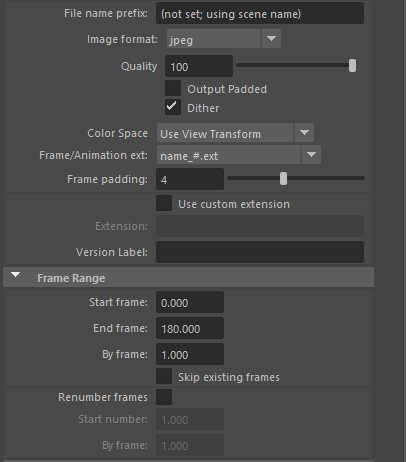 File name prefix: (not set; using scene name)
Image format: jpeg
Quality 100
Output Padded
Dither
Color Space Use View Transform
Frame/Animation ext: name_#.ext
Frame padding: 4
Use custom extension
Extension:
Version Label:
Frame Range
Start frame: 0.000
End frame: 180.000
By frame: 1.000
Skip existing frames
Renumber frames
Start number: 1.000
By frame: 1.000